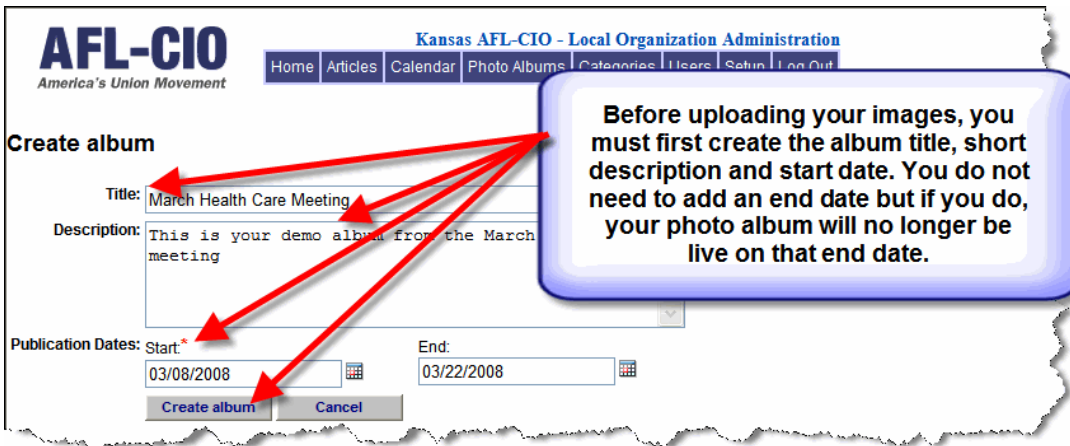 AFL-CIO
America's Union Movement
Kansas AFL-CIO - Local Organization Administration
Home Articles Calendar Photo Albums Categories Users Setup Log Out
Before uploading your images, you
must first create the album title, short
description and start date. You do not
need to add an end date but if you do,
your photo album will no longer be
live on that end date.
Create album
Title: March Health Care Meeting
Description: This is your demo album from the March
meeting
Publication Dates: Start:* End:
03/08/2008 03/22/2008
Create album Cancel